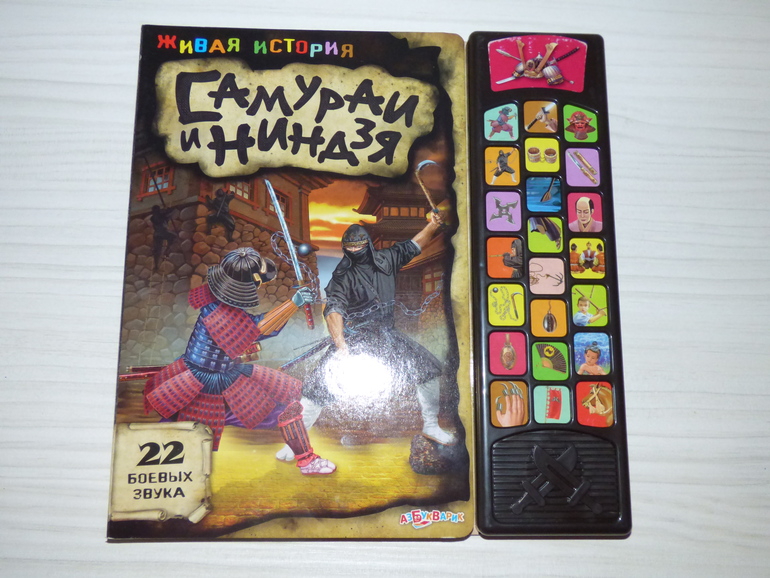 Живая история
Самураи
и Ниндзя
22
боевых
звука
Азбукварик